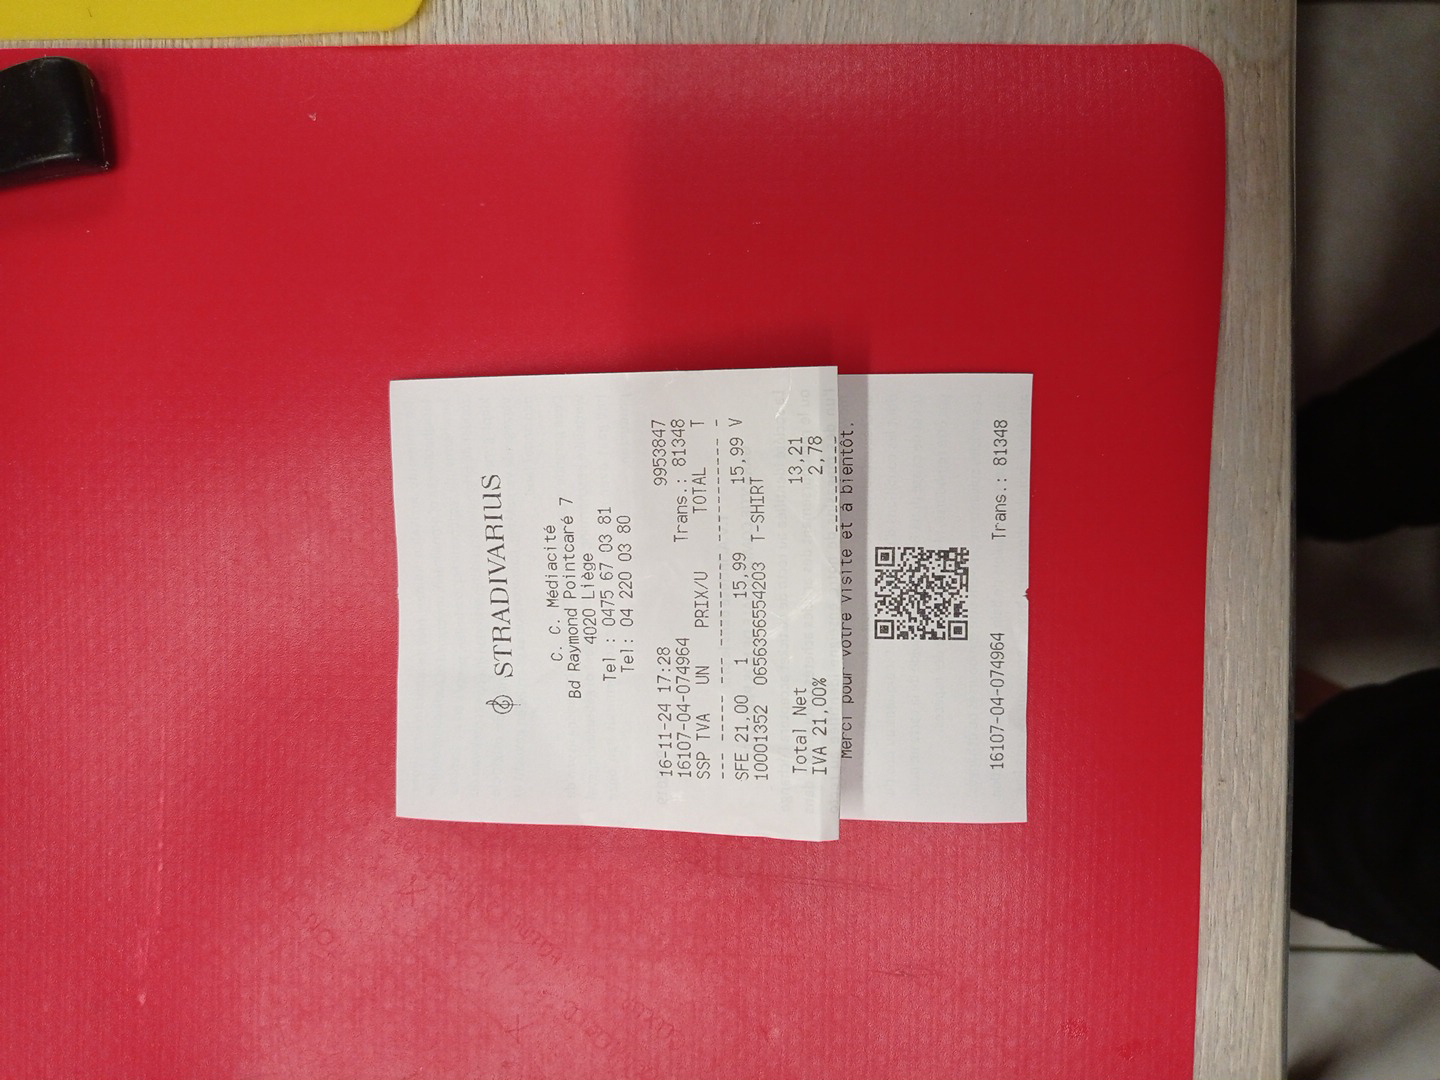 STRADIVARIUS
C. C. Médiacité
Bd Raymond Pointcaré 7
4020 Liège
Tel : 0475 67 03 81
Tel: 04 220 03 80
16-11-24 17:28 9953847
16107-04-074964 Trans.: 81348
SSP TVA UN PRIX/U TOTAL T
--- ----- --- --------- ---------- -
SFE 21,00 1 15,99 15,99 V
10001352 06563565542​03 T-SHIRT
Total Net 13,21
IVA 21,00% 2,78
Merci pour votre visite et á bientôt.
16107-04-074964 Trans.: 81348